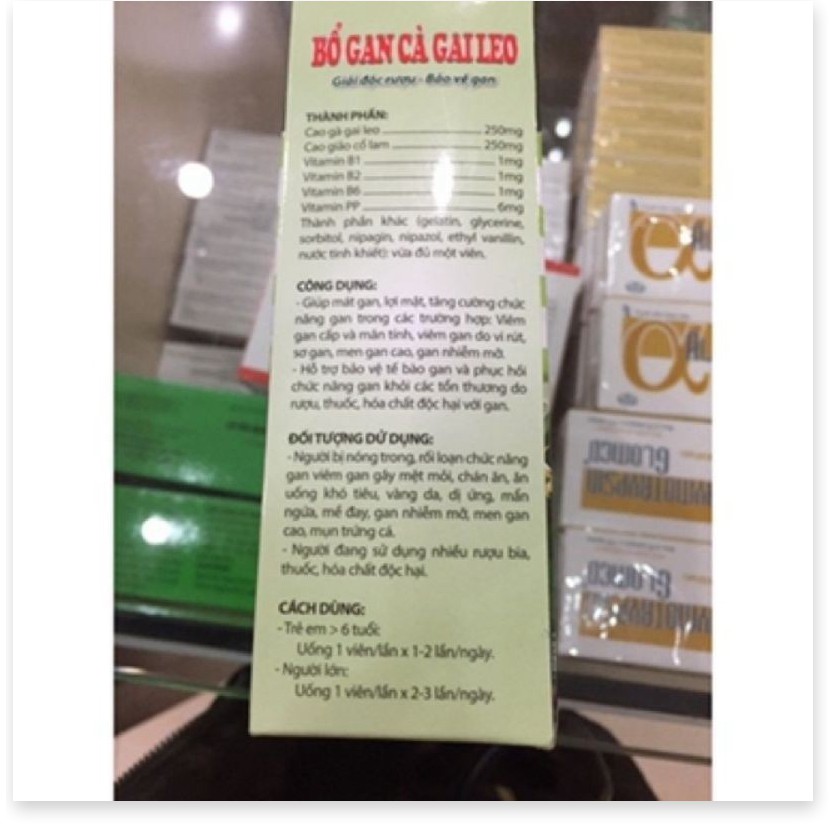 BỔ GAN CÀ GAI LEO
Giải độc rượu - Bảo vệ gan
THÀNH PHẦN:
Cao gà gai leo 250mg
Cao giảo cổ lam 250mg
Vitamin B1 1mg
Vitamin B2 1mg
Vitamin B6 1mg
Vitamin PP 6mg
Thành phần khác (gelatin, glycerine,
sorbitol, nipagin, nipazol, ethyl vanillin,
nước tinh khiết): vừa đủ một viên.
CÔNG DỤNG:
- Giúp mát gan, lợi mật, tăng cường chức
năng gan trong các trường hợp: Viêm
gan cấp và mãn tính, viêm gan do vi rút,
sơ gan, men gan cao, gan nhiễm mỡ.
- Hỗ trợ bảo vệ tế bào gan và phục hồi
chức năng gan khỏi các tổn thương do
rượu, thuốc, hóa chất độc hại với gan.
ĐỐI TƯỢNG DỬ DỤNG:
- Người bị nóng trong, rối loạn chức năng
gan viêm gan gây mệt mỏi, chán ăn, ăn
uống khó tiêu, vàng da, dị ứng, mẩn
ngứa, mề đay, gan nhiễm mỡ, men gan
cao, mụn trứng cá.
- Người đang sử dụng nhiều rượu bia,
thuốc, hóa chất độc hại.
CÁCH DÙNG:
- Trẻ em > 6 tuổi:
Uống 1 viên/lần x 1-2 lần/ngày.
- Người lớn:
Uống 1 viên/lần x 2-3 lần/ngày.
GLOMED
GLOMED